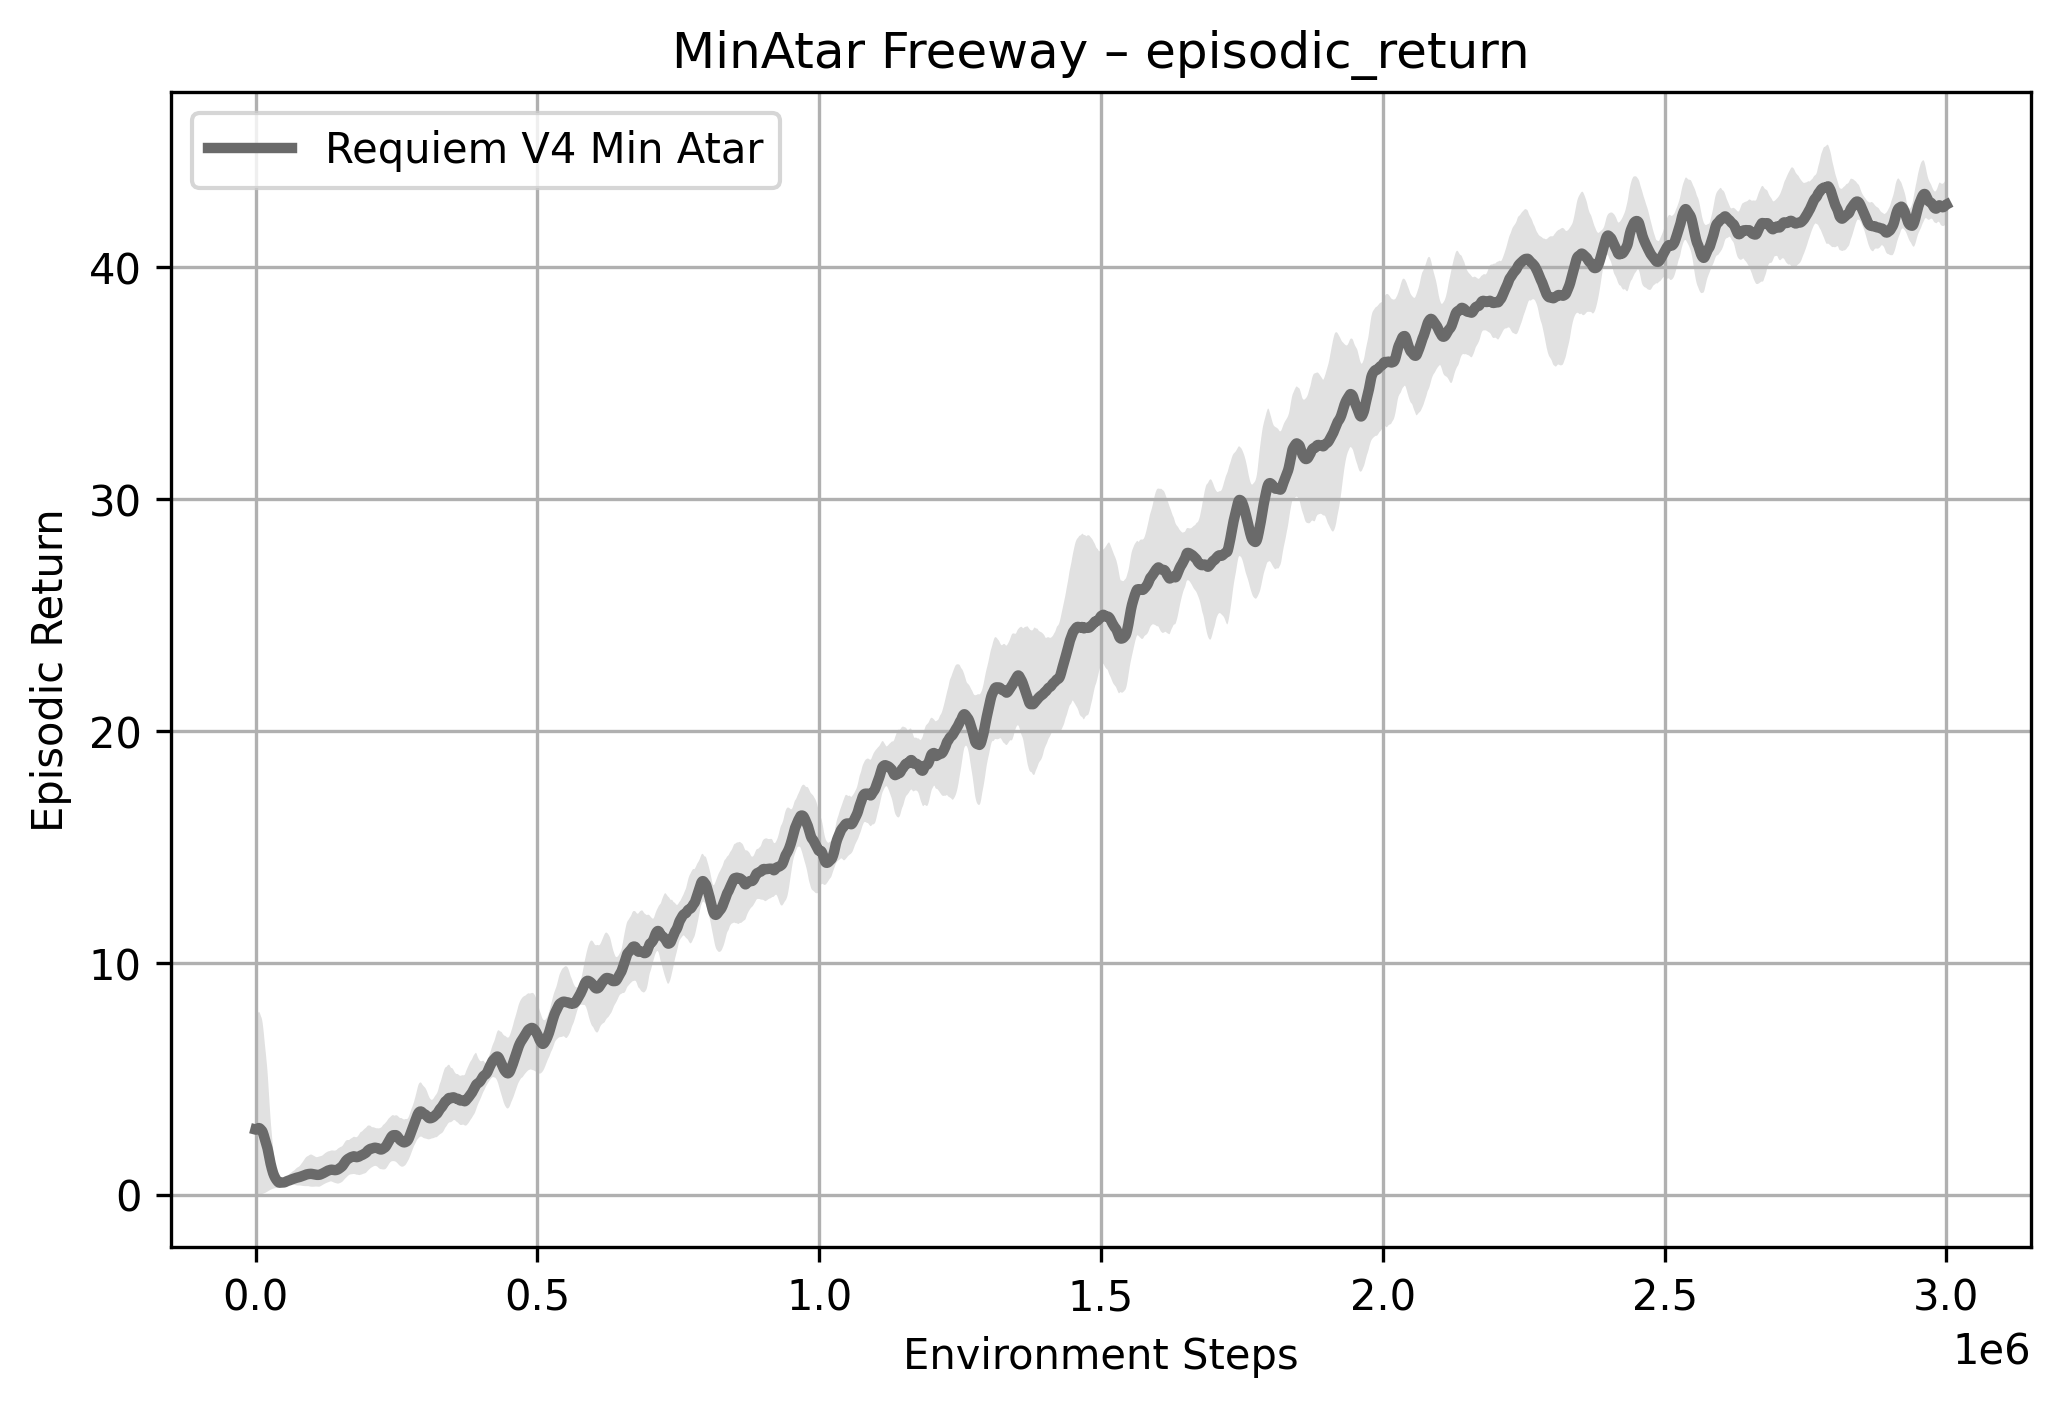 MinAtar Freeway – episodic_return
Requiem V4 Min Atar
Episodic Return
40
30
20
10
0
0.0 0.5 1.0 1.5 2.0 2.5 3.0
1e6
Environment Steps